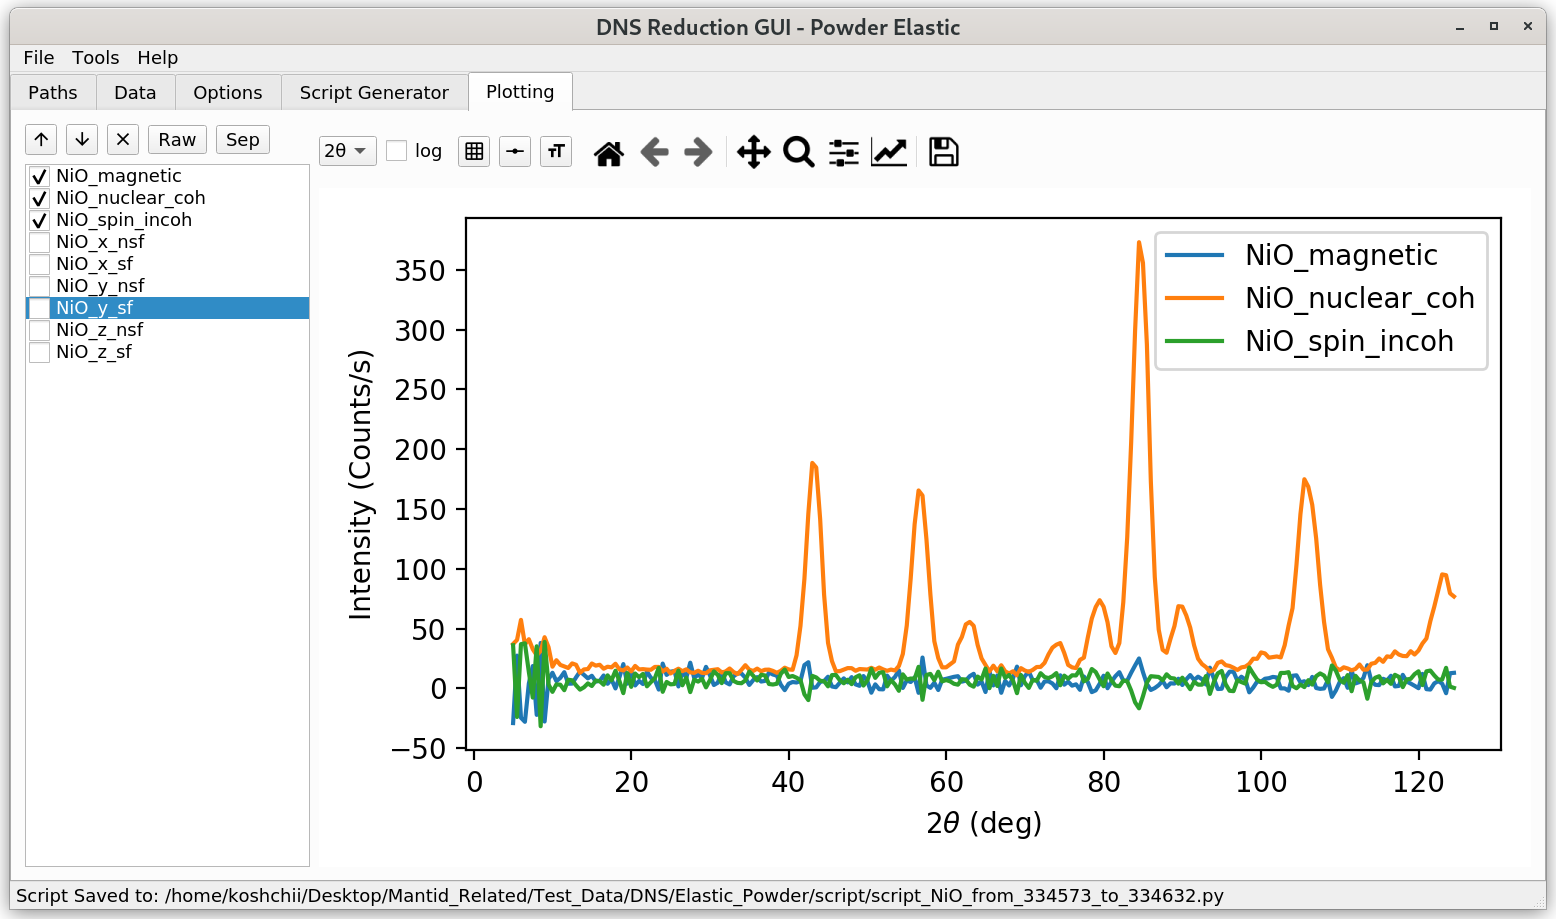 DNS Reduction GUI - Powder Elastic
File Tools Help
Paths Data Options Script Generator Plotting
Raw Sep
2θ log
NiO_magnetic
NiO_nuclear_coh
NiO_spin_incoh
NiO_x_nsf
NiO_x_sf
NiO_y_nsf
NiO_y_sf
NiO_z_nsf
NiO_z_sf
NiO_magnetic
NiO_nuclear_coh
NiO_spin_incoh
Intensity (Counts/s)
350
300
250
200
150
100
50
0
−50
0 20 40 60 80 100 120
2θ (deg)
Script Saved to: /home/koshchii/Desktop/Mantid_Related/Test_Data/DNS/Elastic_Powder/script/script_NiO_from_334573_to_334632.py